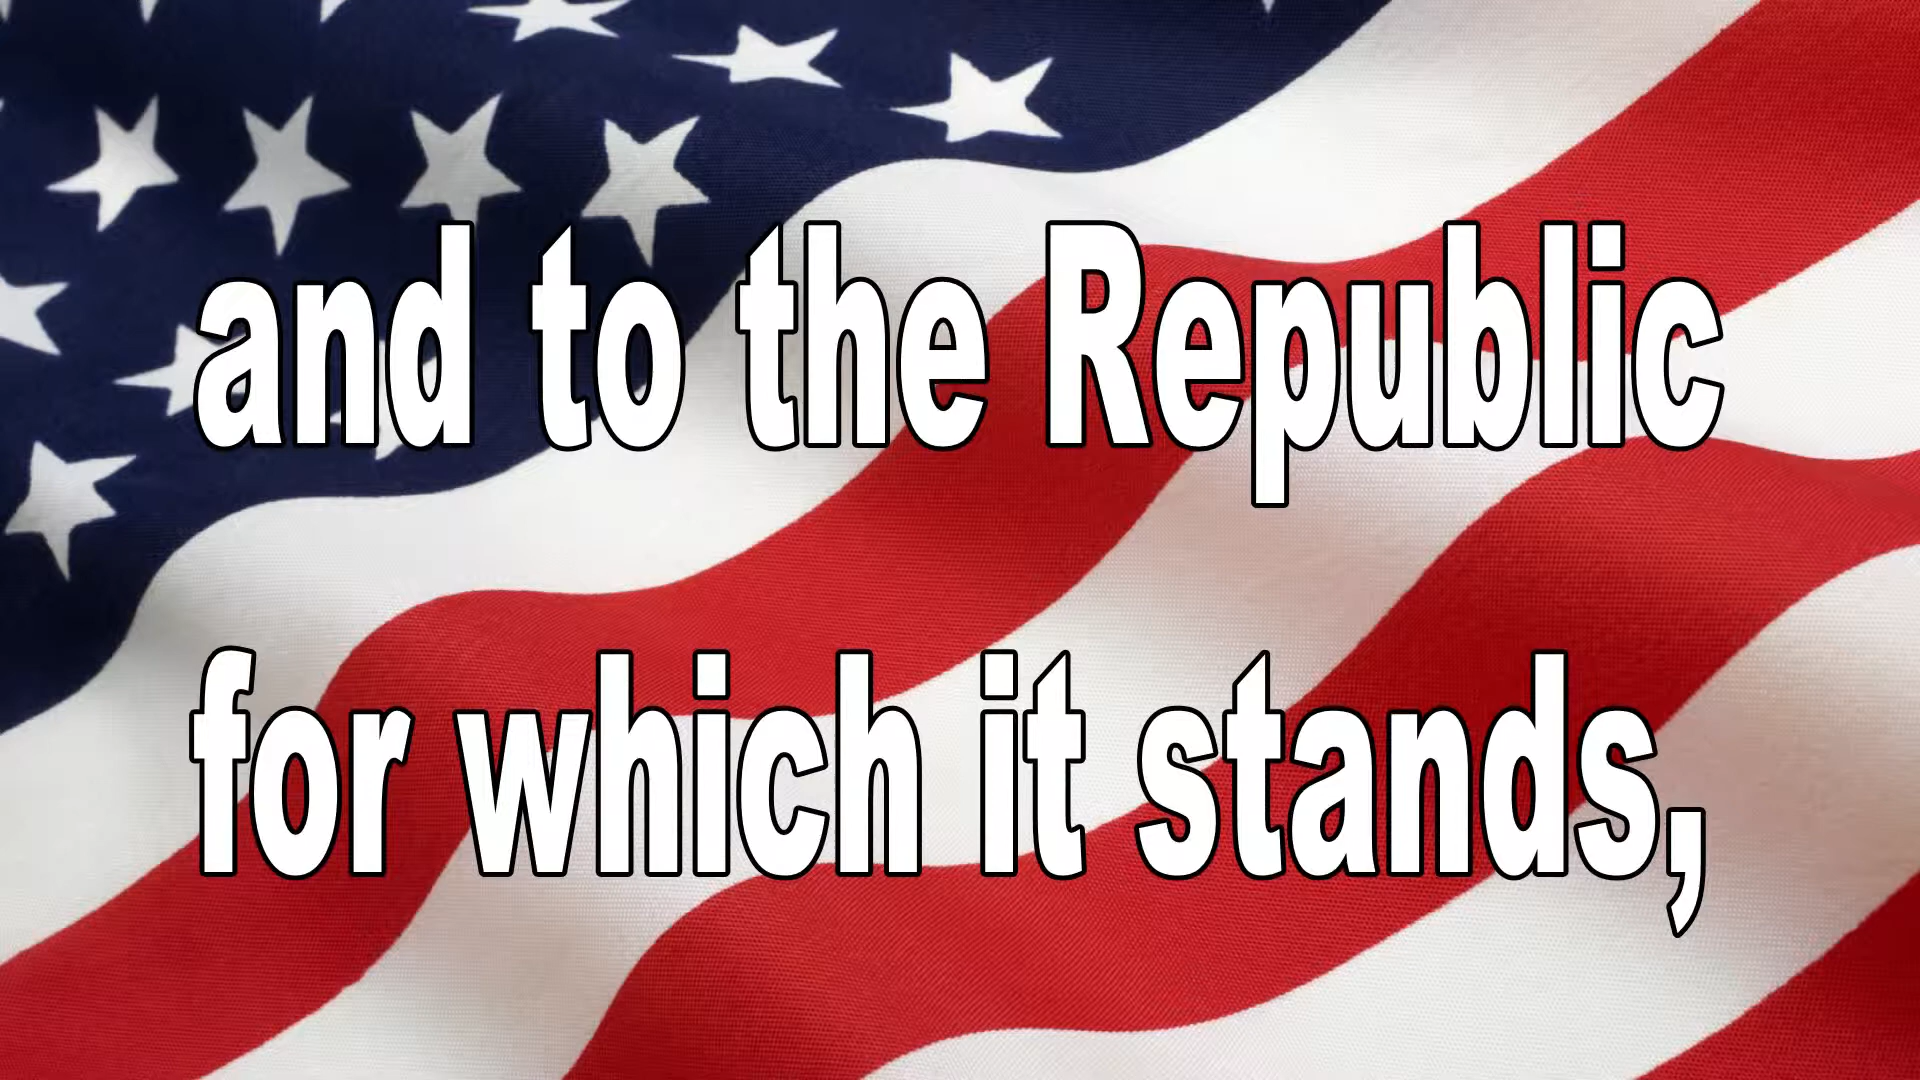 and to the Republic
for which it stands,